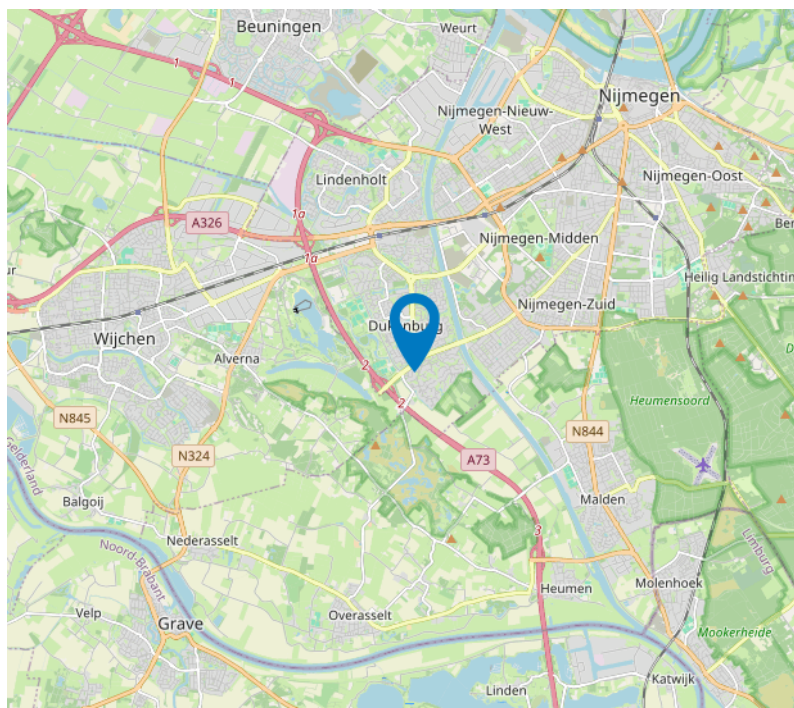 Beuningen
Weurt
1
1
Nijmegen
Nijmegen-Nieuw-
West
Lindenholt
Nijmegen-Oost
1a
A326
Ber
Nijmegen-Midden
1a
ur
Heilig Landstichting
Nijmegen-Zuid
Dukenburg
Wijchen
Alverna
D
2
Heumensoord
2
N845
N844
Gelderland
N324
A73
Balgoij
Malden
3
Nederasselt
Noord-Brabant
Limburg
Heumen
Molenhoek
Velp
Overasselt
Grave
Mookerheide
Katwijk
Linden